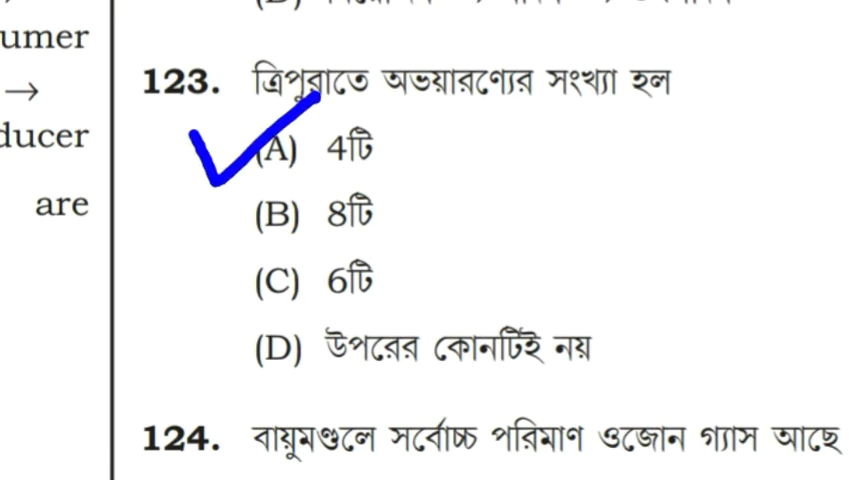 umer
→
ducer
are
123. ত্রিপুরাতে অভয়ারণ্যের সংখ্যা হল
(A) 4টি
(B) 8টি
(C) 6টি
(D) উপরের কোনটিই নয়
124. বায়ুমণ্ডলে সর্বোচ্চ পরিমাণ ওজোন গ্যাস আছে